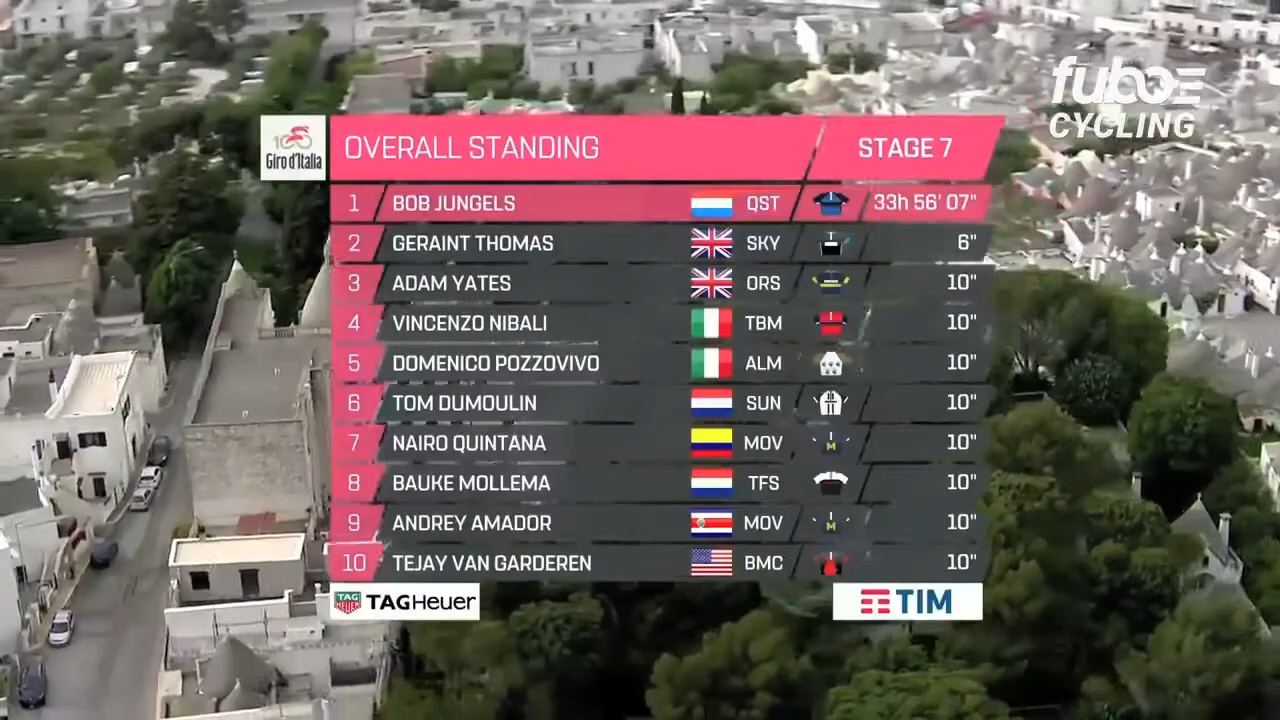 fubo
CYCLING
100
Giro d'Italia
OVERALL STANDING STAGE 7
1 BOB JUNGELS QST 33h 56' 07"
2 GERAINT THOMAS SKY 6"
3 ADAM YATES ORS 10"
4 VINCENZO NIBALI TBM 10"
5 DOMENICO POZZOVIVO ALM 10"
6 TOM DUMOULIN SUN 10"
7 NAIRO QUINTANA MOV M 10"
8 BAUKE MOLLEMA TFS 10"
9 ANDREY AMADOR MOV M 10"
10 TEJAY VAN GARDEREN BMC 10"
TAG HEUER TAGHeuer TIM